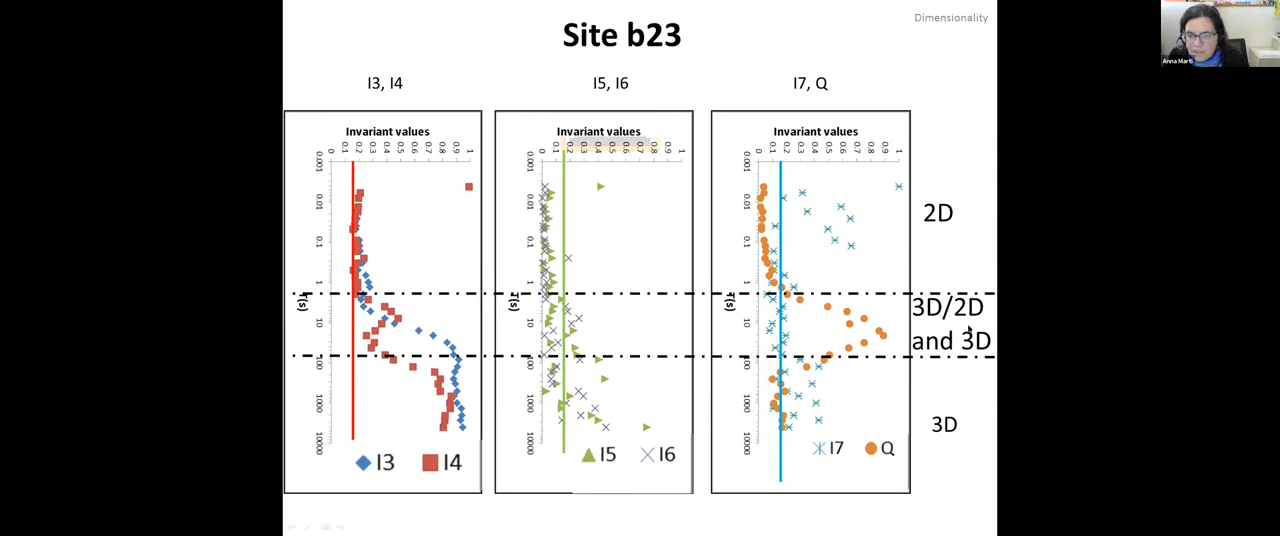 Dimensionality
Site b23
Anna Marti
I3, I4
I5, I6
I7, Q
Invariant values
0 0.1 0.2 0.3 0.4 0.5 0.6 0.7 0.8 0.9 1
0.001
0.01
0.1
1
10
100
1000
10000
T(s)
I3 I4
Invariant values
0 0.1 0.2 0.3 0.4 0.5 0.6 0.7 0.8 0.9 1
0.001
0.01
0.1
1
10
100
1000
10000
T(s)
I5 I6
Invariant values
0 0.1 0.2 0.3 0.4 0.5 0.6 0.7 0.8 0.9 1
0.001
0.01
0.1
1
10
100
1000
10000
T(s)
I7 Q
2D
3D/2D
and 3D
3D